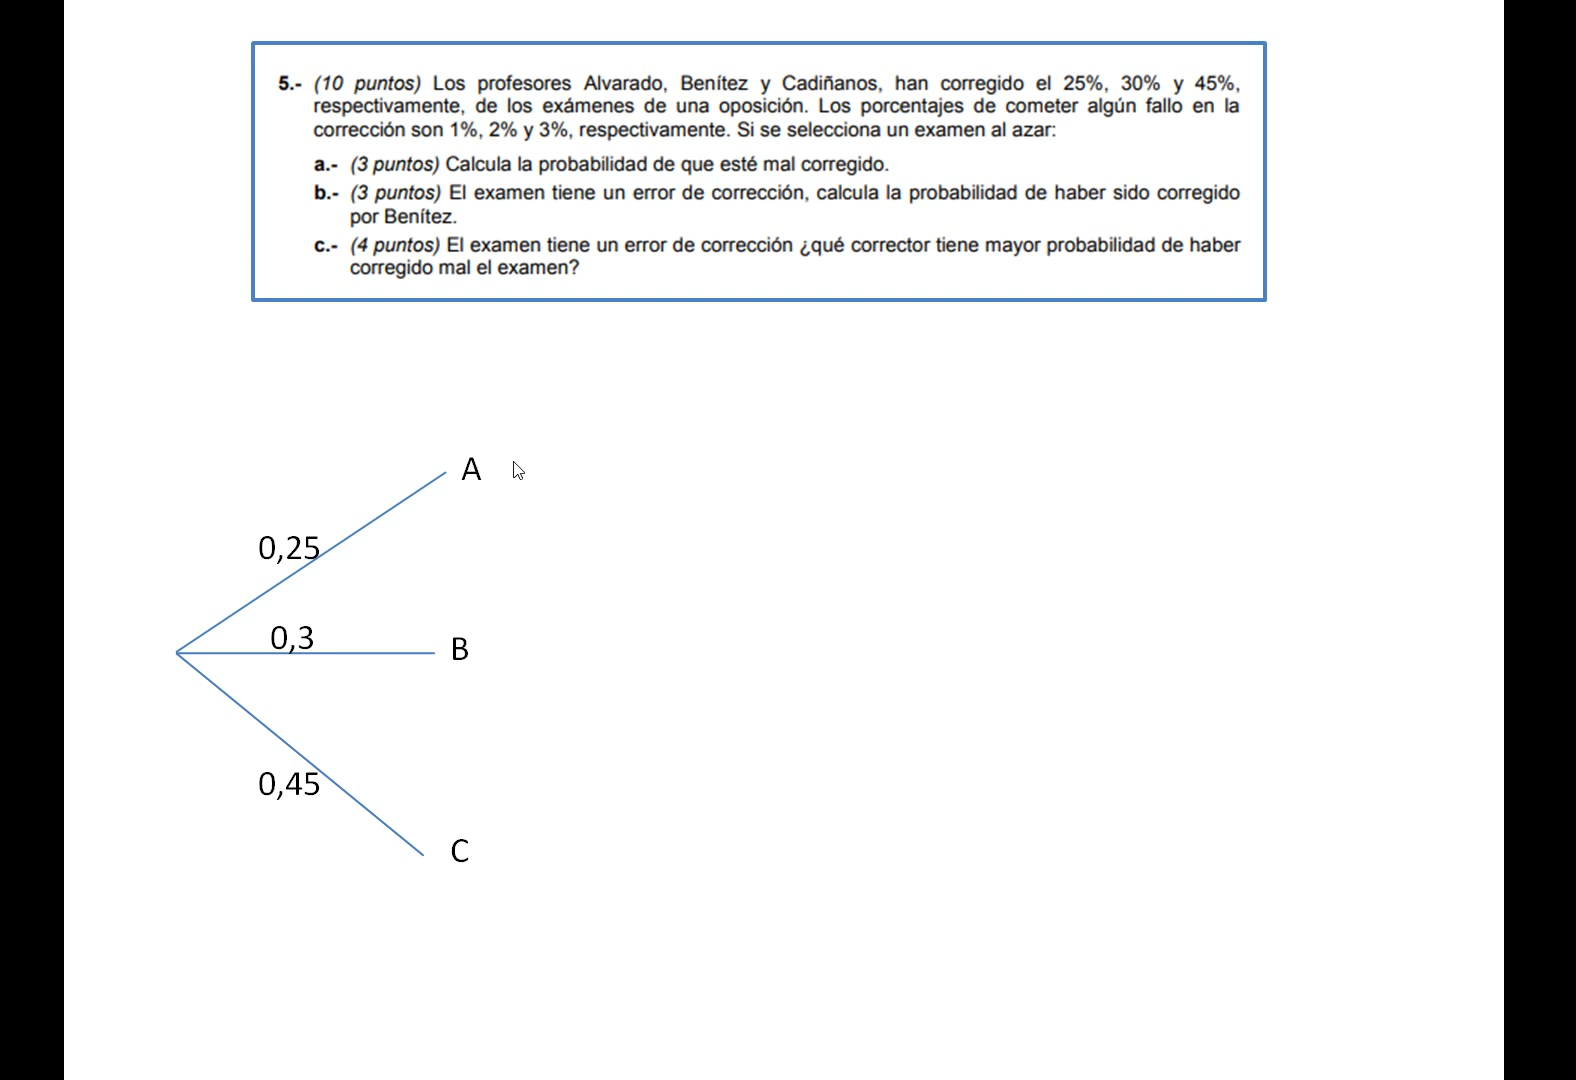 5.- (10 puntos) Los profesores Alvarado, Benítez y Cadiñanos, han corregido el 25%, 30% y 45%,
respectivamente, de los exámenes de una oposición. Los porcentajes de cometer algún fallo en la
corrección son 1%, 2% y 3%, respectivamente. Si se selecciona un examen al azar:
a.- (3 puntos) Calcula la probabilidad de que esté mal corregido.
b.- (3 puntos) El examen tiene un error de corrección, calcula la probabilidad de haber sido corregido
por Benítez.
c.- (4 puntos) El examen tiene un error de corrección ¿qué corrector tiene mayor probabilidad de haber
corregido mal el examen?
A
0,25
0,3
B
0,45
C